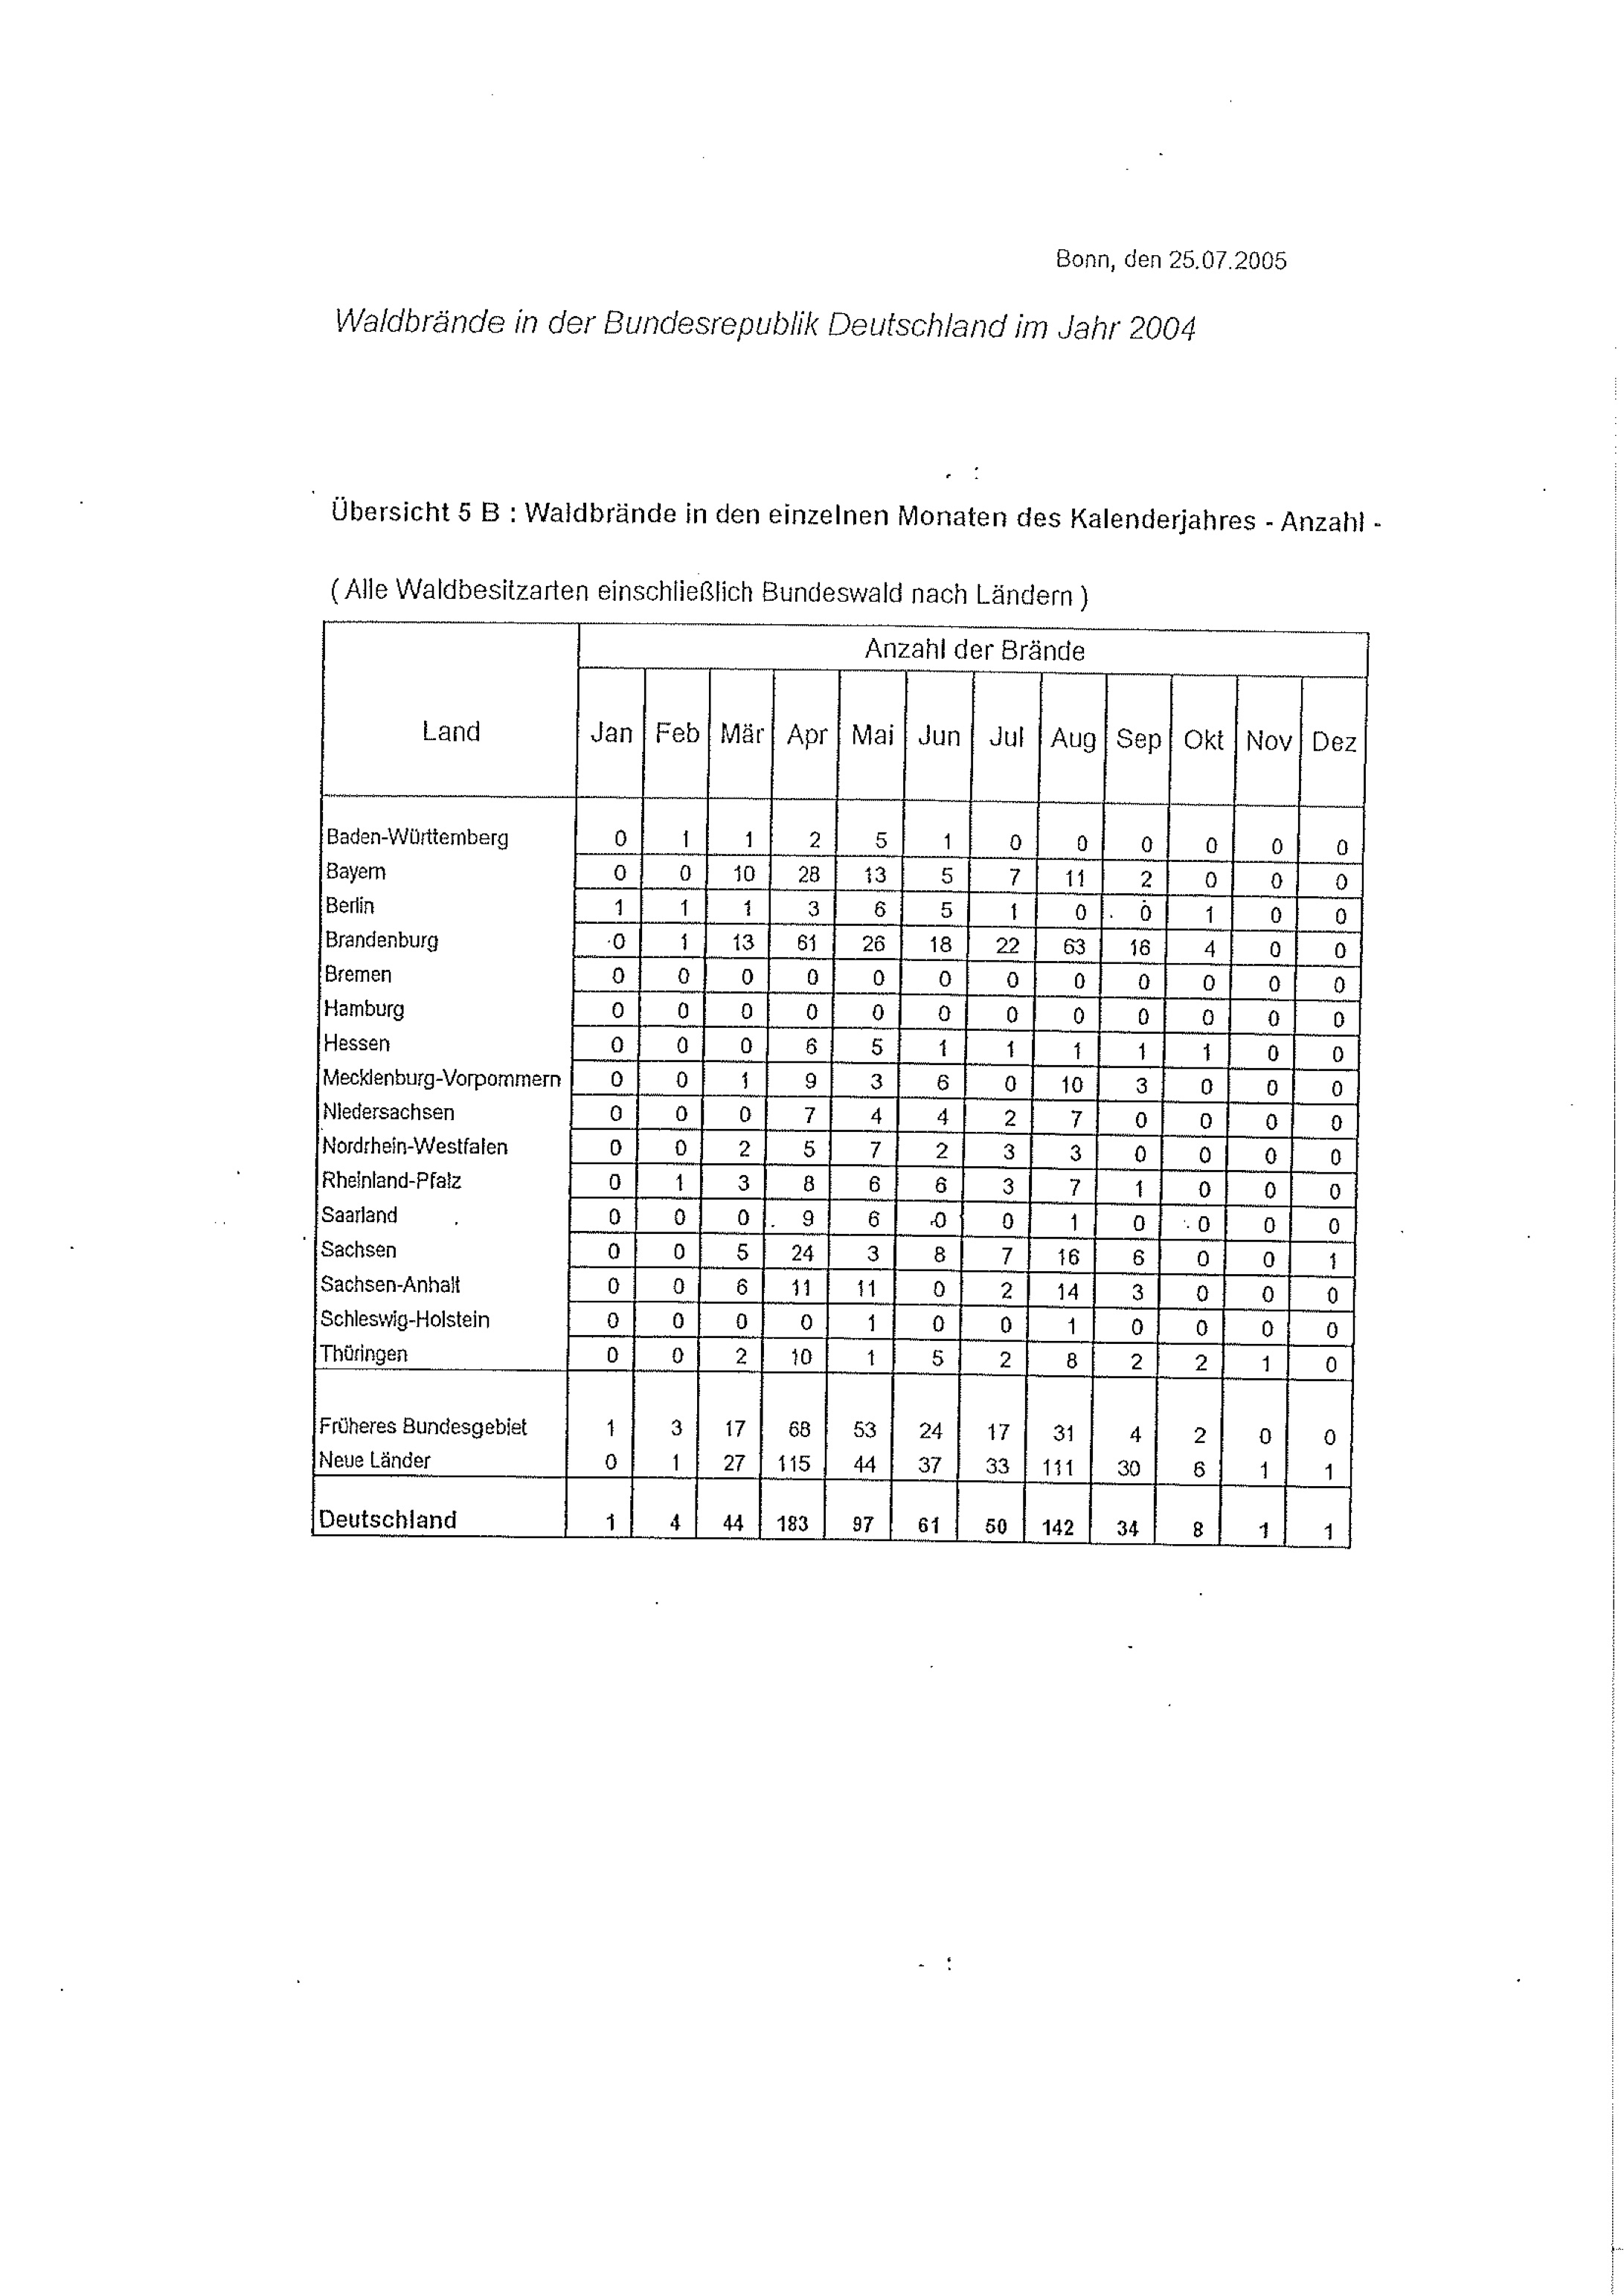 Bonn, den 25.07.2005
Waldbrände in der Bundesrepublik Deutschland im Jahr 2004
Übersicht 5 B : Waldbrände in den einzelnen Monaten des Kalenderjahres - Anzahl -
( Alle Waldbesitzarten einschließlich Bundeswald nach Ländern )
Anzahl der Brände
Land Jan Feb Mär Apr Mai Jun Jul Aug Sep Okt Nov Dez
Baden-Württemberg 0 1 1 2 5 1 0 0 0 0 0 0
Bayern 0 0 10 28 13 5 7 11 2 0 0 0
Berlin 1 1 1 3 6 5 1 0 0 1 0 0
Brandenburg 0 1 13 61 26 18 22 63 16 4 0 0
Bremen 0 0 0 0 0 0 0 0 0 0 0 0
Hamburg 0 0 0 0 0 0 0 0 0 0 0 0
Hessen 0 0 0 6 5 1 1 1 1 1 0 0
Mecklenburg-Vorpommern 0 0 1 9 3 6 0 10 3 0 0 0
Niedersachsen 0 0 0 7 4 4 2 7 0 0 0 0
Nordrhein-Westfalen 0 0 2 5 7 2 3 3 0 0 0 0
Rheinland-Pfalz 0 1 3 8 6 6 3 7 1 0 0 0
Saarland 0 0 0 9 6 0 0 1 0 0 0 0
Sachsen 0 0 5 24 3 8 7 16 6 0 0 1
Sachsen-Anhalt 0 0 6 11 11 0 2 14 3 0 0 0
Schleswig-Holstein 0 0 0 0 1 0 0 1 0 0 0 0
Thüringen 0 0 2 10 1 5 2 8 2 2 1 0
Früheres Bundesgebiet 1 3 17 68 53 24 17 31 4 2 0 0
Neue Länder 0 1 27 115 44 37 33 111 30 6 1 1
Deutschland 1 4 44 183 97 61 50 142 34 8 1 1